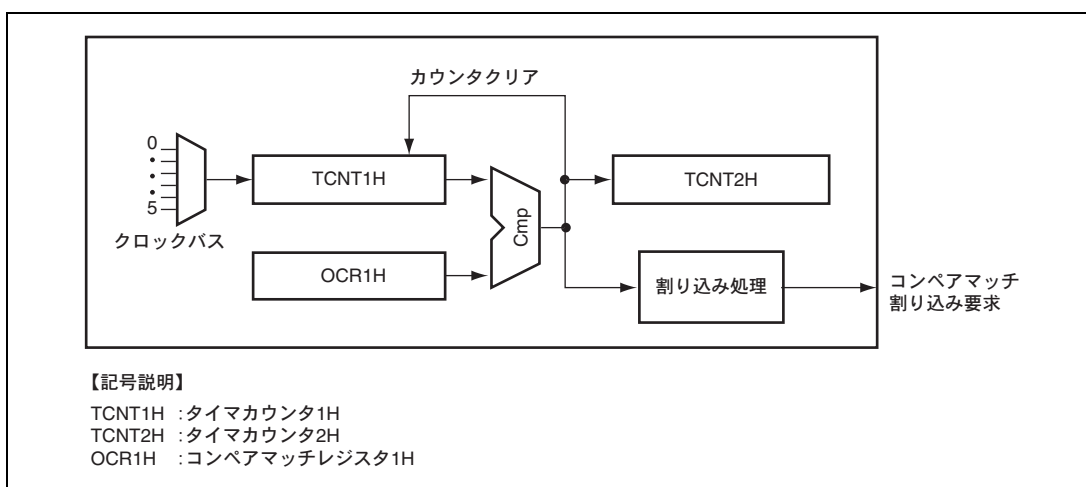 カウンタクリア
0
5
クロックバス
TCNT1H
OCR1H
Cmp
TCNT2H
割り込み処理
コンペアマッチ
割り込み要求
【記号説明】
TCNT1H :タイマカウンタ1H
TCNT2H :タイマカウンタ2H
OCR1H :コンペアマッチレジスタ1H